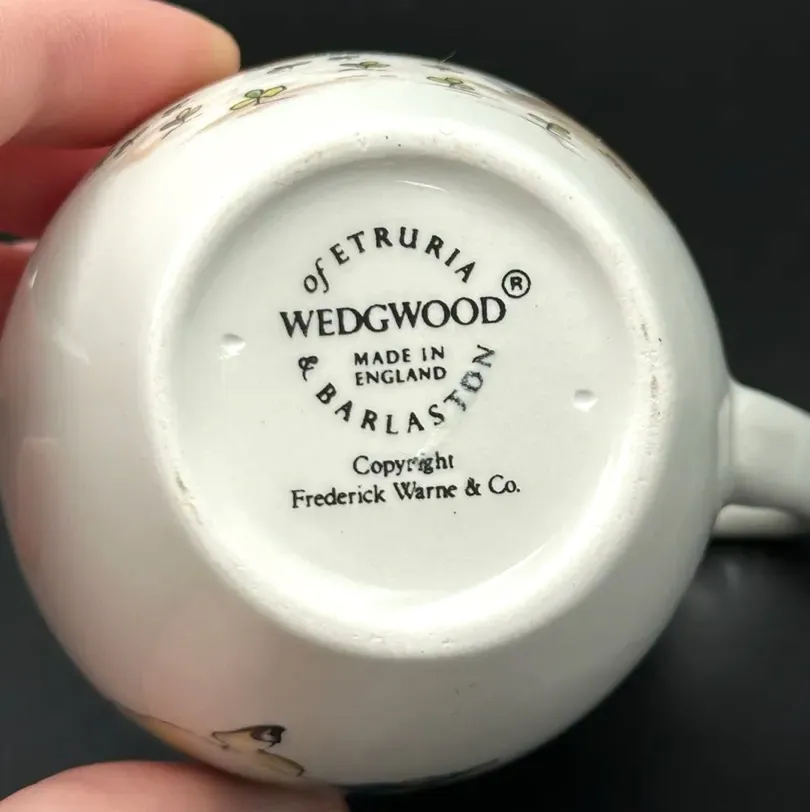 of ETRURIA
WEDGWOOD®
MADE IN
ENGLAND
& BARLASTON
Copyright
Frederick Warne & Co.